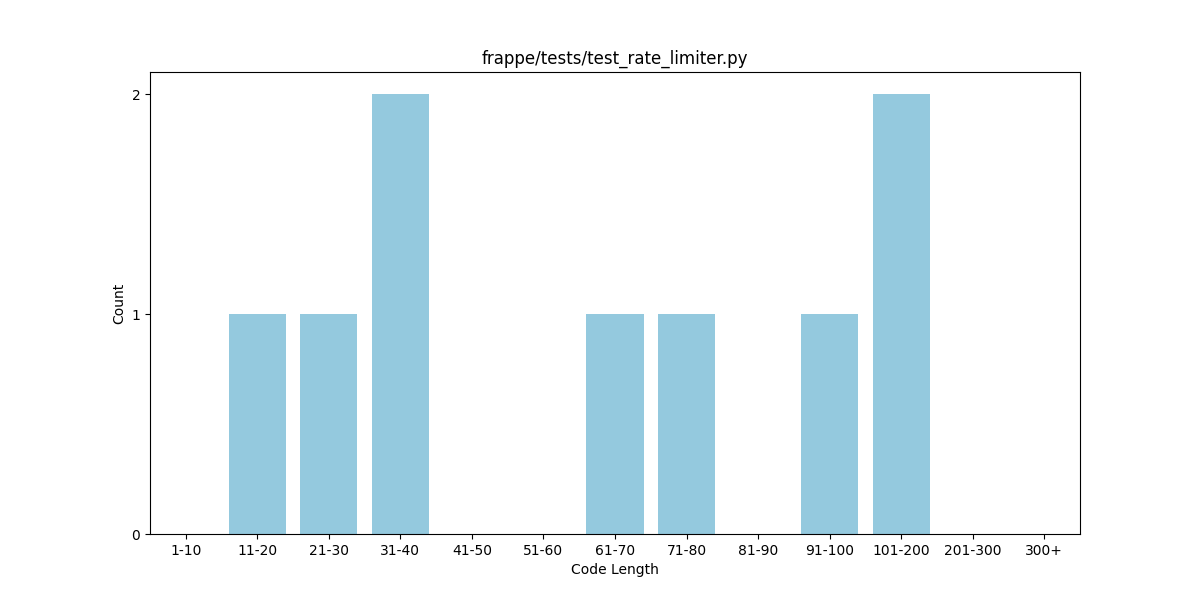 frappe/tests/test_rate_limiter.py
2
1
0
Count
1-10 11-20 21-30 31-40 41-50 51-60 61-70 71-80 81-90 91-100 101-200 201-300 300+
Code Length